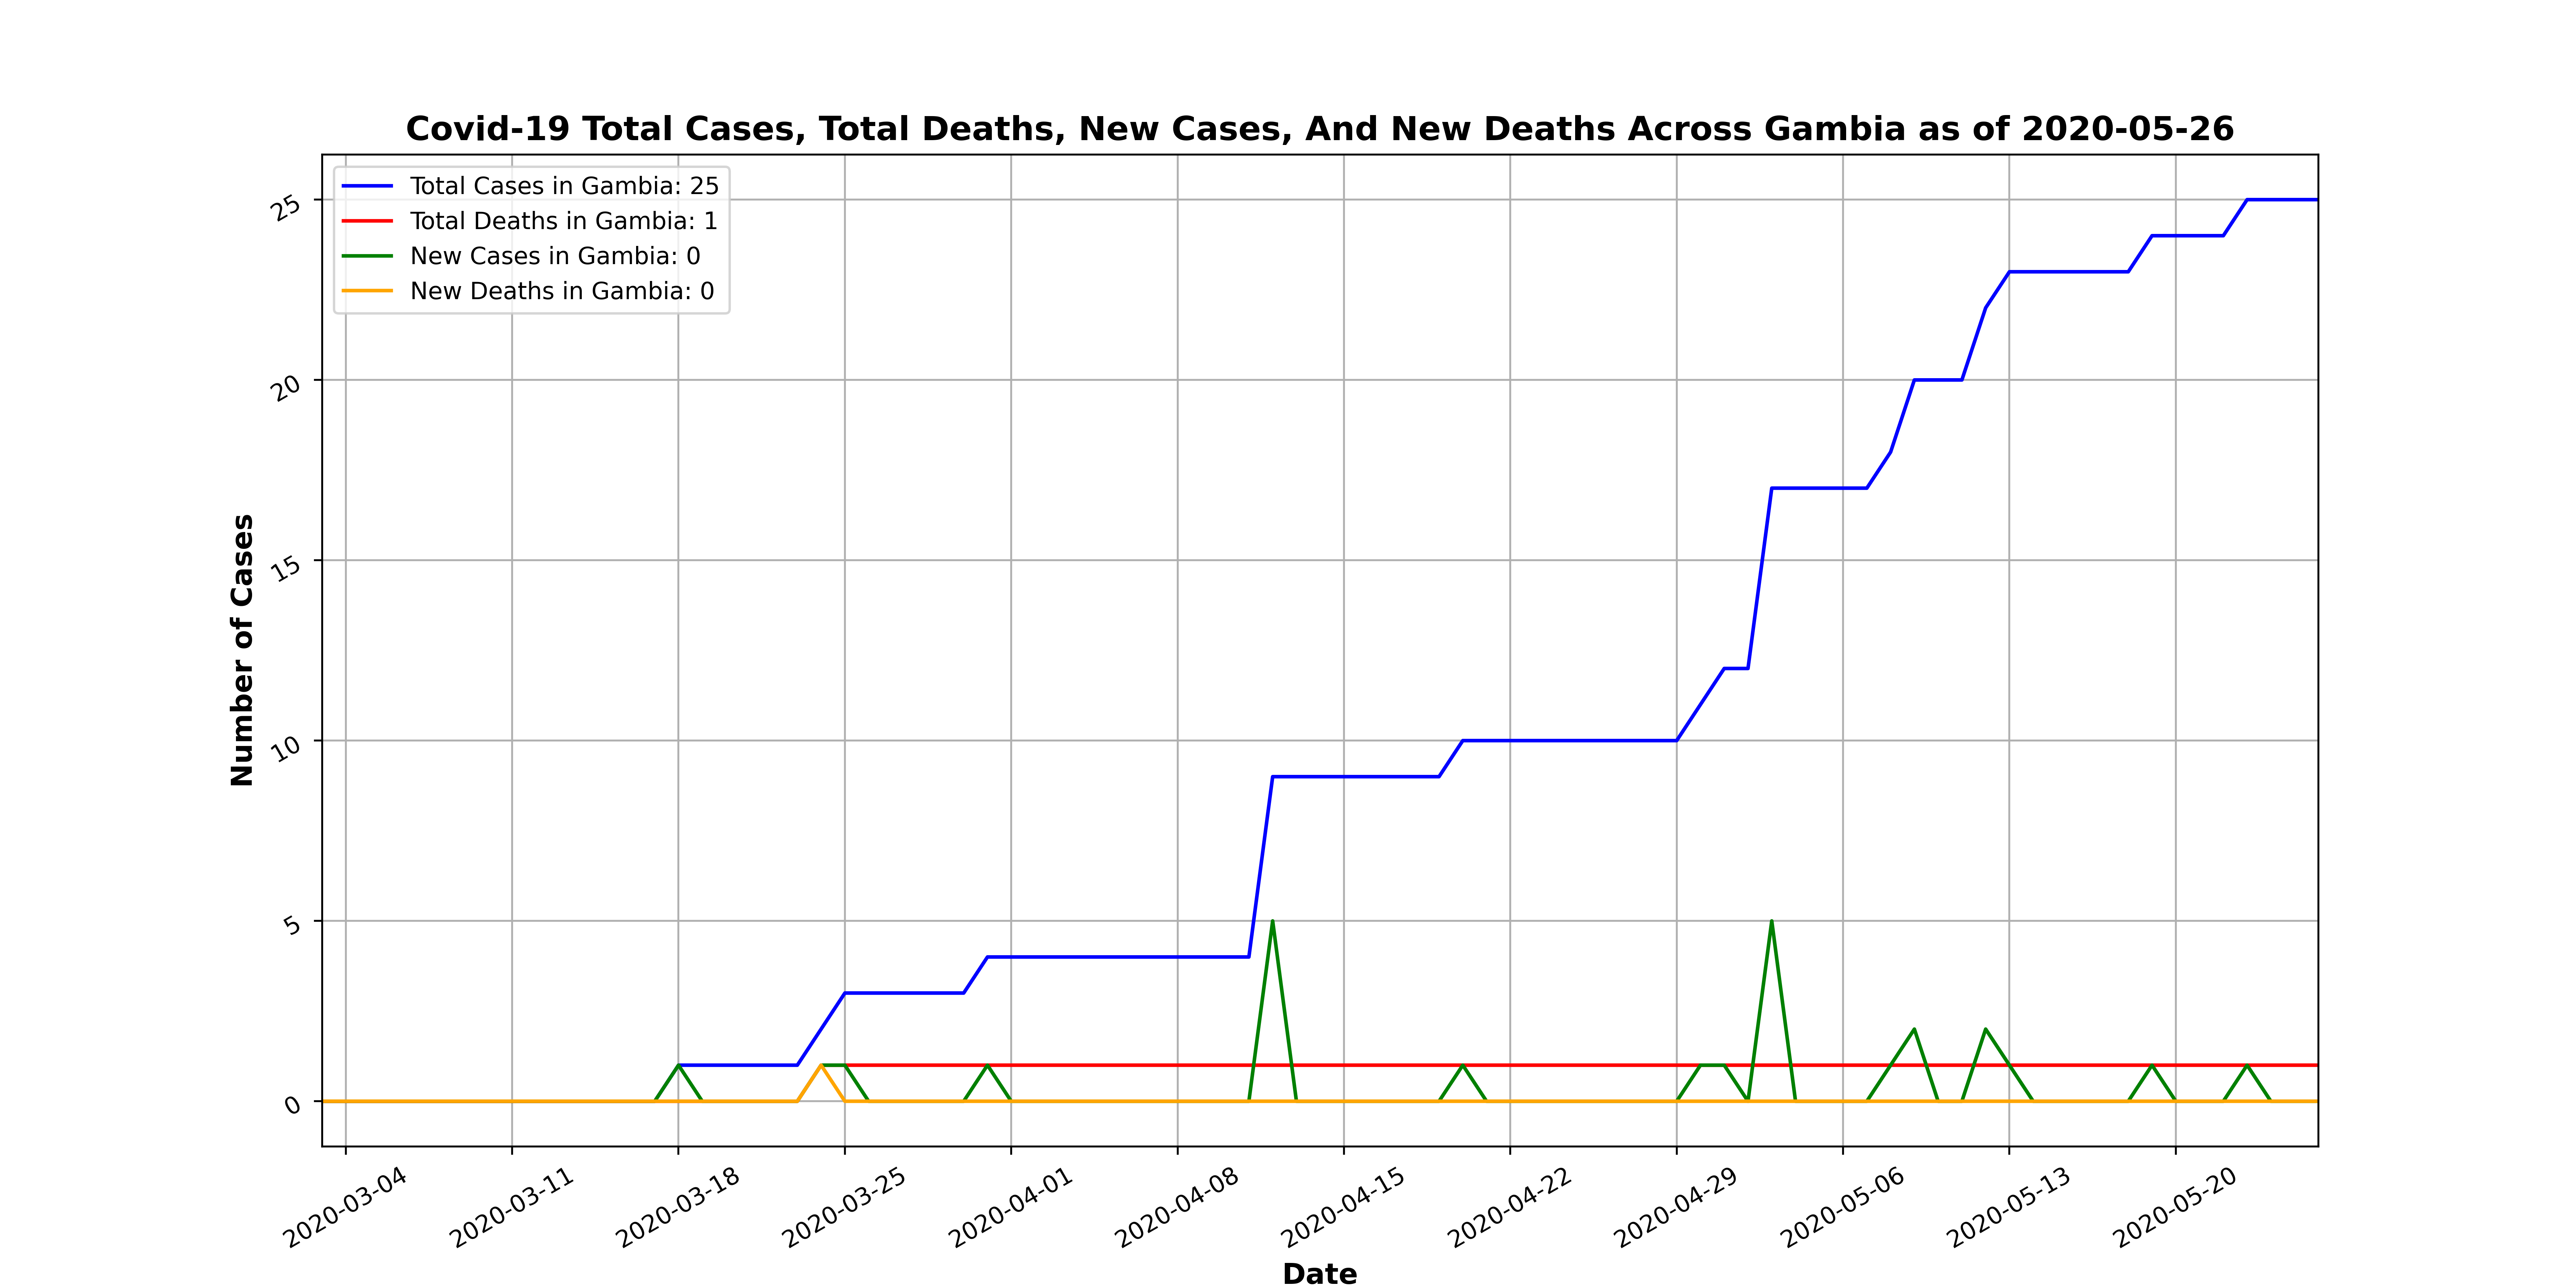 Covid-19 Total Cases, Total Deaths, New Cases, And New Deaths Across Gambia as of 2020-05-26
Total Cases in Gambia: 25
Total Deaths in Gambia: 1
New Cases in Gambia: 0
New Deaths in Gambia: 0
Number of Cases
25
20
15
10
5
0
2020-03-04
2020-03-11
2020-03-18
2020-03-25
2020-04-01
2020-04-08
2020-04-15
2020-04-22
2020-04-29
2020-05-06
2020-05-13
2020-05-20
Date